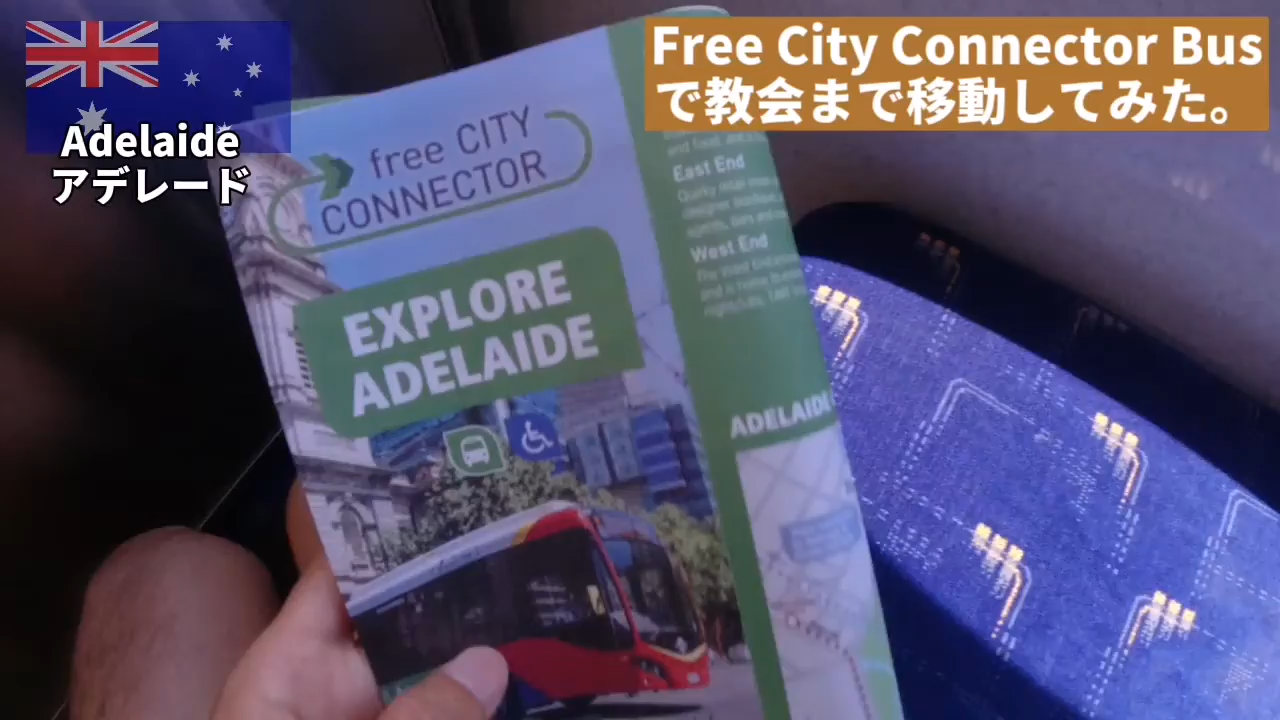 Adelaide
アデレード
Free City Connector Bus
で教会まで移動してみた。
free CITY
CONNECTOR
EXPLORE
ADELAIDE
East End
West End
ADELAIDE